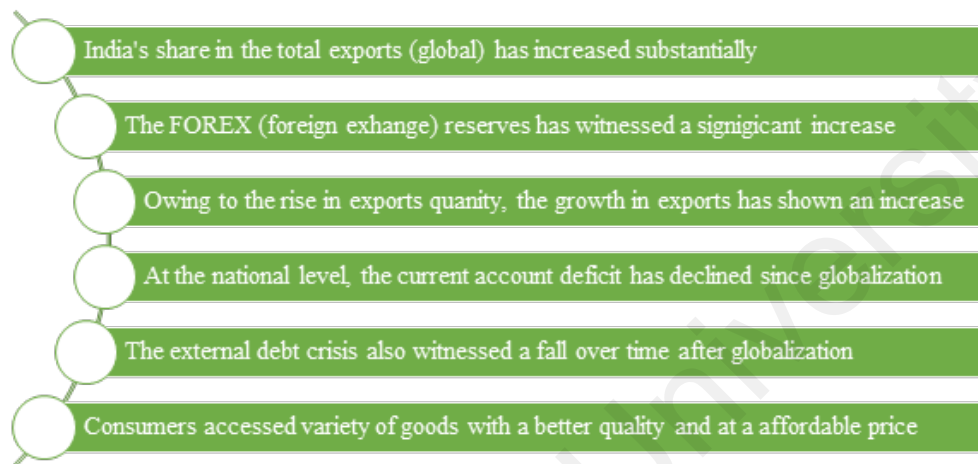 India's share in the total exports (global) has increased substantially
The FOREX (foreign exhange) reserves has witnessed a signigicant increase
Owing to the rise in exports quanity, the growth in exports has shown an increase
At the national level, the current account deficit has declined since globalization
The external debt crisis also witnessed a fall over time after globalization
Consumers accessed variety of goods with a better quality and at a affordable price